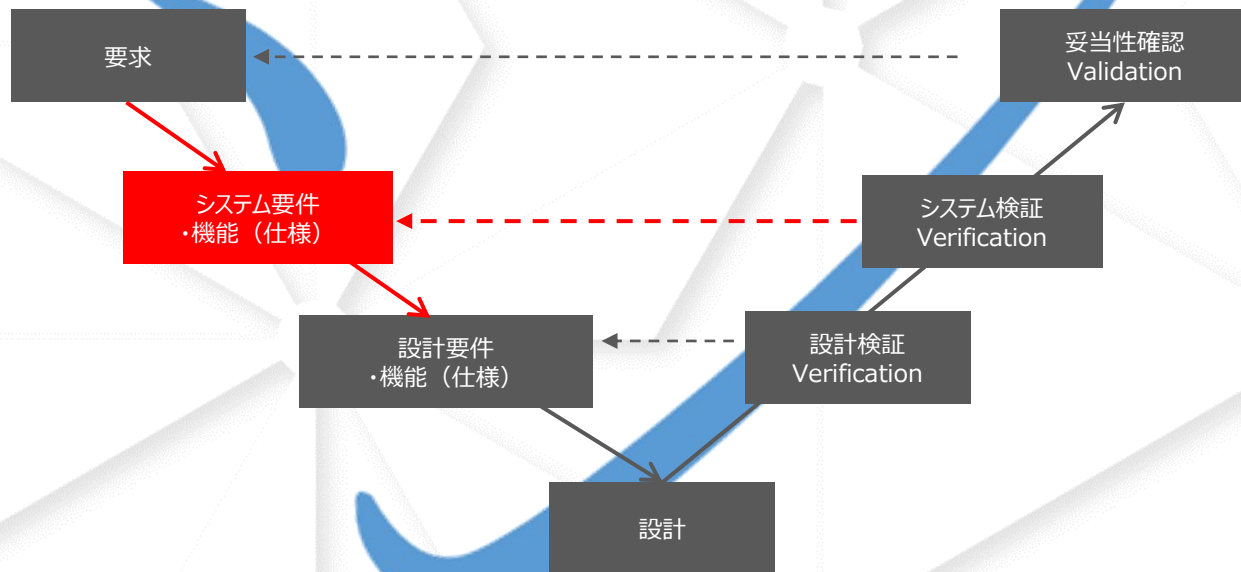 要求
妥当性確認
Validation
システム要件
・機能（仕様）
システム検証
Verification
設計要件
・機能（仕様）
設計検証
Verification
設計